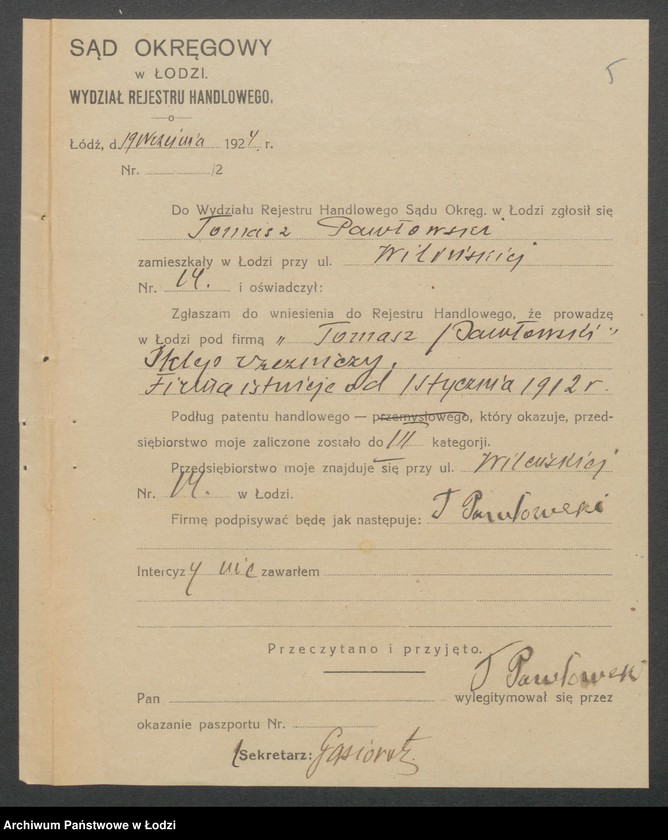 5
SĄD OKRĘGOWY
w ŁODZI.
WYDZIAŁ REJESTRU HANDLOWEGO.
Łódź, d. 19 Września 1924. r.
Nr. /2
Do Wydziału Rejestru Handlowego Sądu Okręg. w Łodzi zgłosił się
Tomasz Pawłowski
zamieszkały w Łodzi przy ul. Wileńskiej
Nr. 14. i oświadczył:
Zgłaszam do wniesienia do Rejestru Handlowego, że prowadzę
w Łodzi pod firmą „Tomasz Pawłowski”
Sklep rzeźniczy.
Firma istnieje od 1 Stycznia 1912 r.
Podług patentu handlowego — przemysłowego, który okazuje, przed-
siębiorstwo moje zaliczone zostało do III kategorji.
Przedsiębiorstwo moje znajduje się przy ul. Wileńskiej
Nr. 14. w Łodzi.
Firmę podpisywać będę jak następuje: T Pawłowski
Intercyzy nie zawarłem
Przeczytano i przyjęto.
T Pawłowski
Pan wylegitymował się przez
okazanie paszportu Nr.
Sekretarz:
Archiwum Państwowe w Łodzi